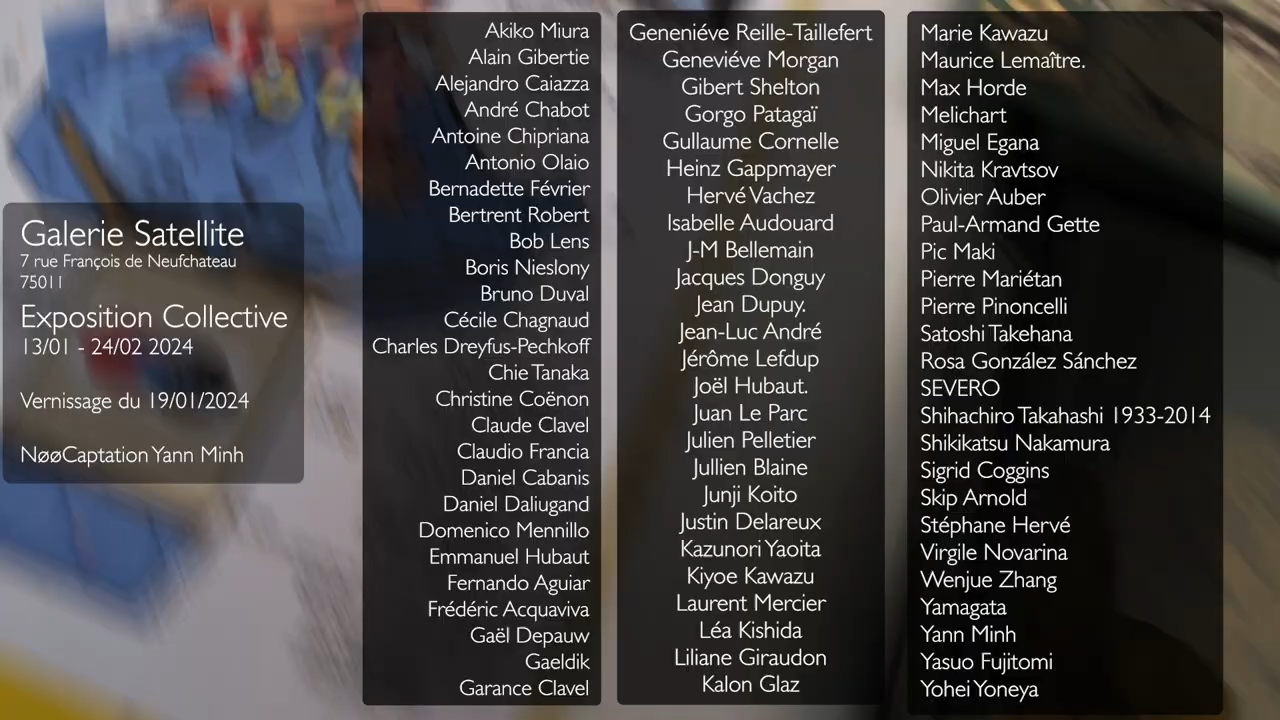 Galerie Satellite
7 rue François de Neufchateau
75011
Exposition Collective
13/01 - 24/02 2024
Vernissage du 19/01/2024
NøøCaptation Yann Minh
Akiko Miura
Alain Gibertie
Alejandro Caiazza
André Chabot
Antoine Chipriana
Antonio Olaio
Bernadette Février
Bertrent Robert
Bob Lens
Boris Nieslony
Bruno Duval
Cécile Chagnaud
Charles Dreyfus-Pechkoff
Chie Tanaka
Christine Coënon
Claude Clavel
Claudio Francia
Daniel Cabanis
Daniel Daliugand
Domenico Mennillo
Emmanuel Hubaut
Fernando Aguiar
Frédéric Acquaviva
Gaël Depauw
Gaeldik
Garance Clavel
Geneniéve Reille-Taillefert
Geneviéve Morgan
Gibert Shelton
Gorgo Patagaï
Gullaume Cornelle
Heinz Gappmayer
Hervé Vachez
Isabelle Audouard
J-M Bellemain
Jacques Donguy
Jean Dupuy.
Jean-Luc André
Jérôme Lefdup
Joël Hubaut.
Juan Le Parc
Julien Pelletier
Jullien Blaine
Junji Koito
Justin Delareux
Kazunori Yaoita
Kiyoe Kawazu
Laurent Mercier
Léa Kishida
Liliane Giraudon
Kalon Glaz
Marie Kawazu
Maurice Lemaître.
Max Horde
Melichart
Miguel Egana
Nikita Kravtsov
Olivier Auber
Paul-Armand Gette
Pic Maki
Pierre Mariétan
Pierre Pinoncelli
Satoshi Takehana
Rosa González Sánchez
SEVERO
Shihachiro Takahashi 1933-2014
Shikikatsu Nakamura
Sigrid Coggins
Skip Arnold
Stéphane Hervé
Virgile Novarina
Wenjue Zhang
Yamagata
Yann Minh
Yasuo Fujitomi
Yohei Yoneya